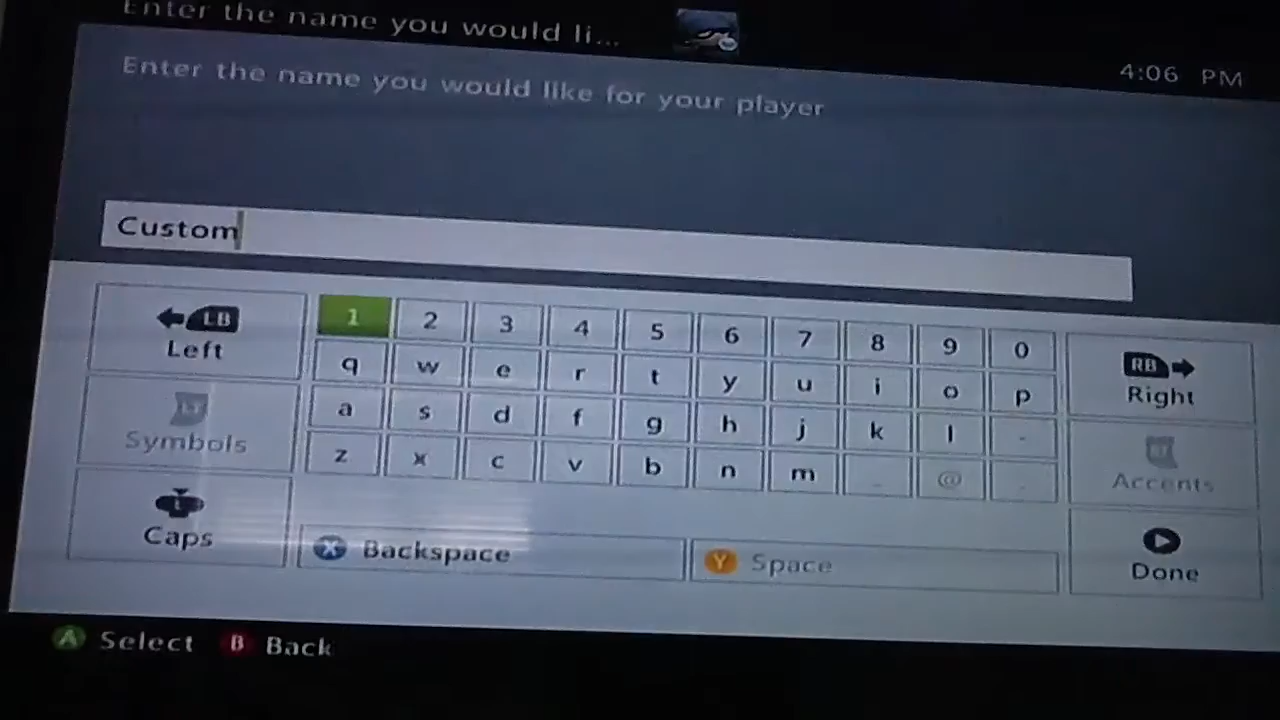 Enter the name you would li...
4:06 PM
Enter the name you would like for your player
Custom
LB
Left
1 2 3 4 5 6 7 8 9 0
RB
Right
q w e r t y u i o p
Symbols
a s d f g h j k l -
Accents
z x c v b n m _ @ .
L
Caps
X Backspace
Y Space
Done
A Select B Back